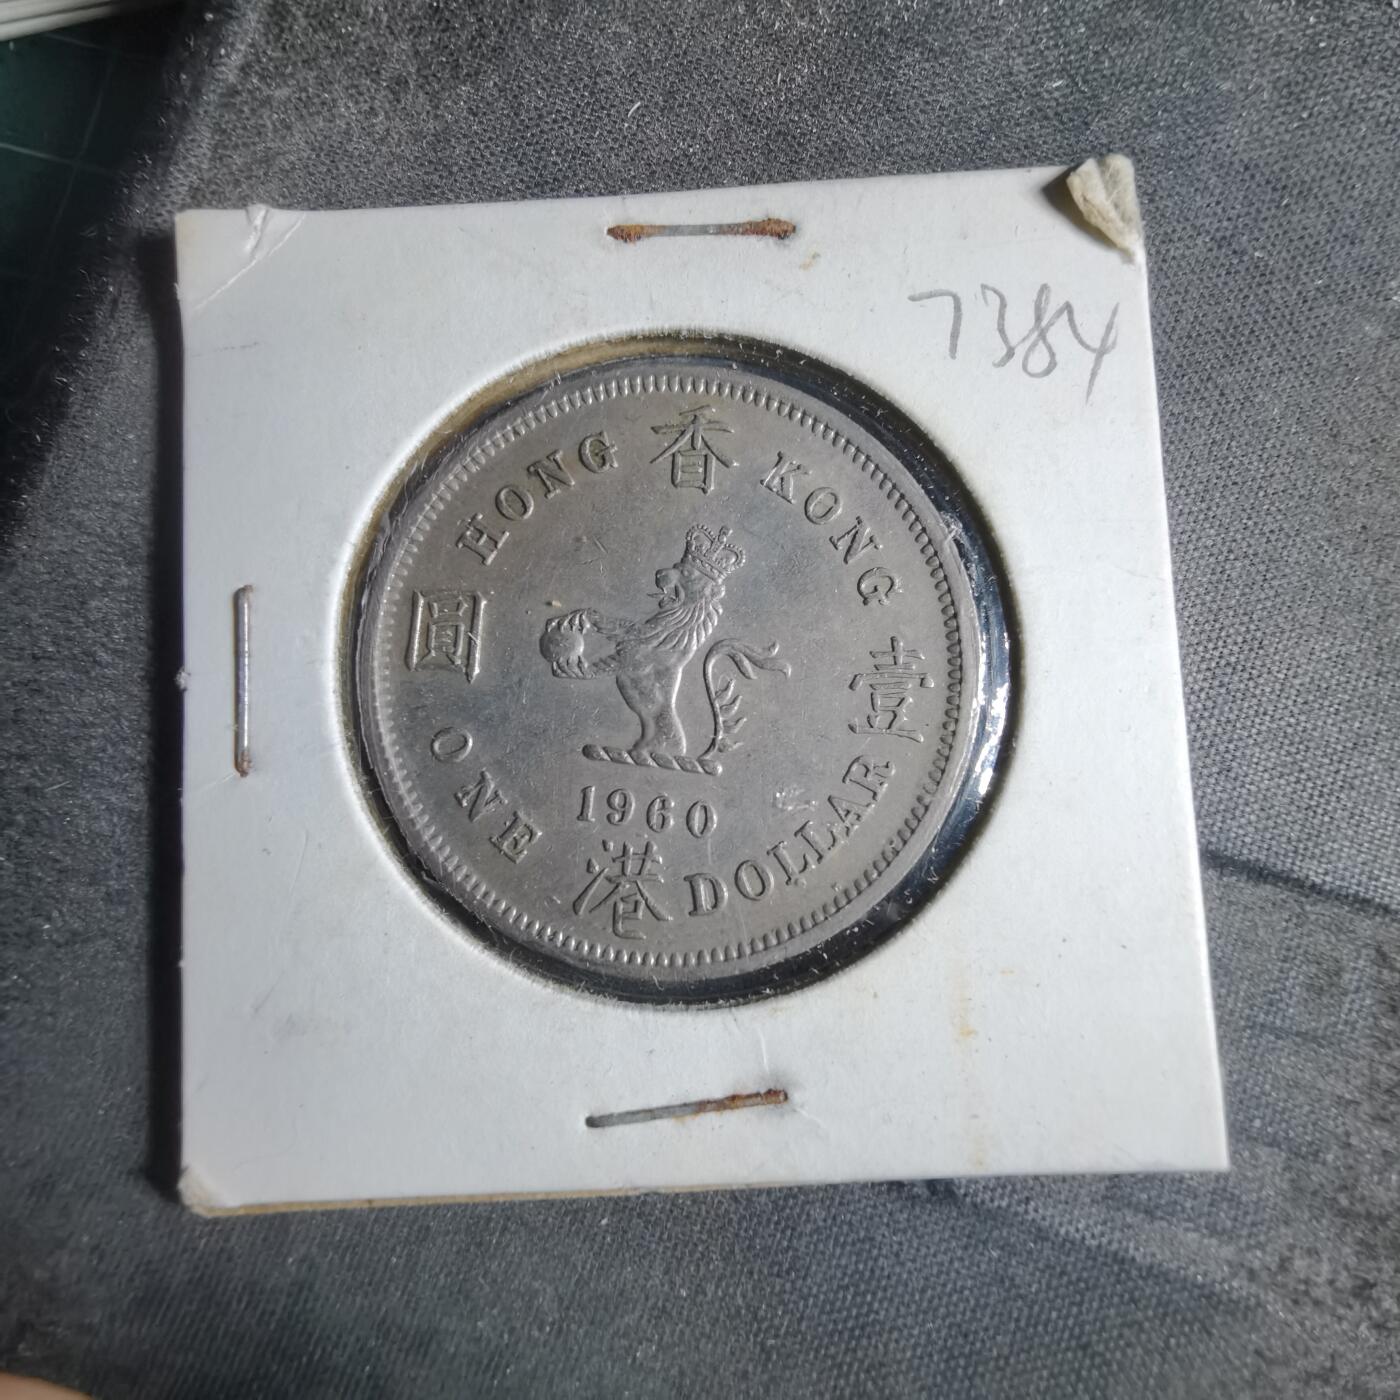 7384
HONG 香 KONG
圓 壹
ONE 港 DOLLAR
1960